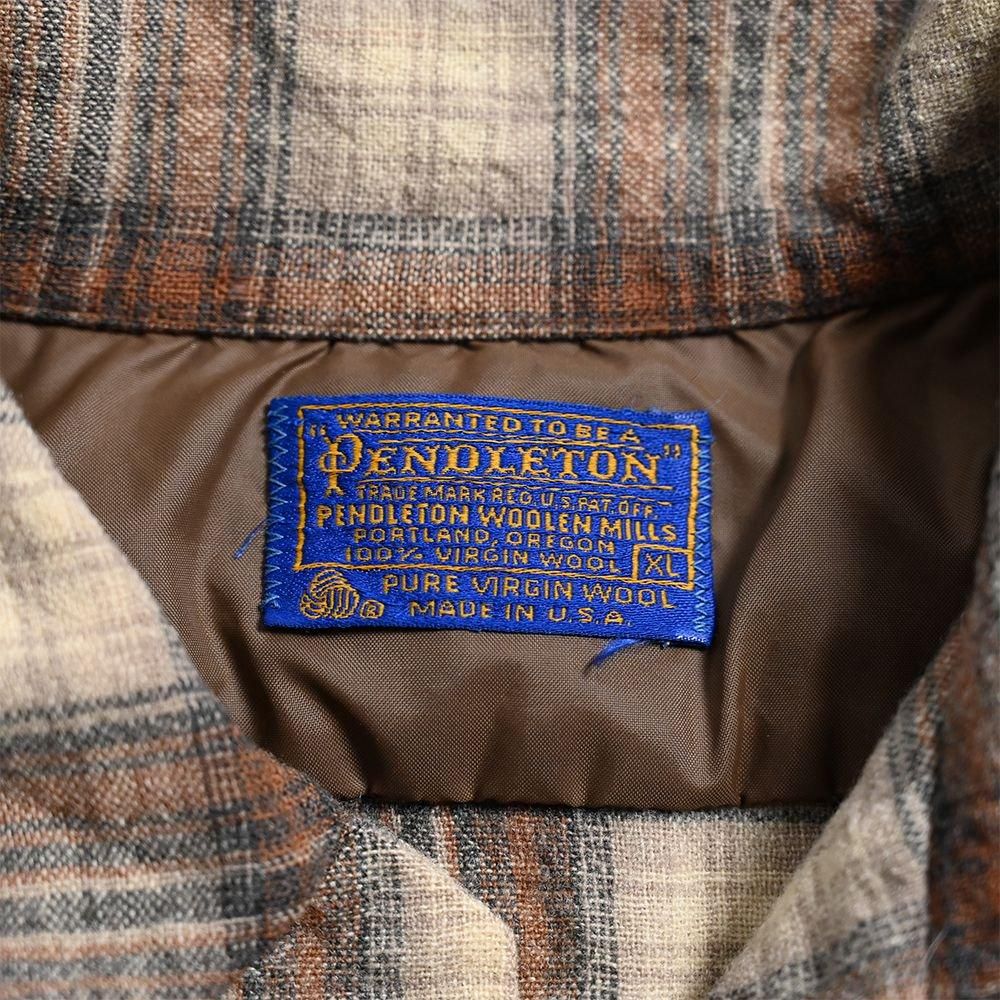 WARRANTED TO BE A
"PENDLETON"
TRADE MARK REG. U.S. PAT. OFF.
PENDLETON WOOLEN MILLS
PORTLAND, OREGON
100% VIRGIN WOOL XL
PURE VIRGIN WOOL
® MADE IN U.S.A.